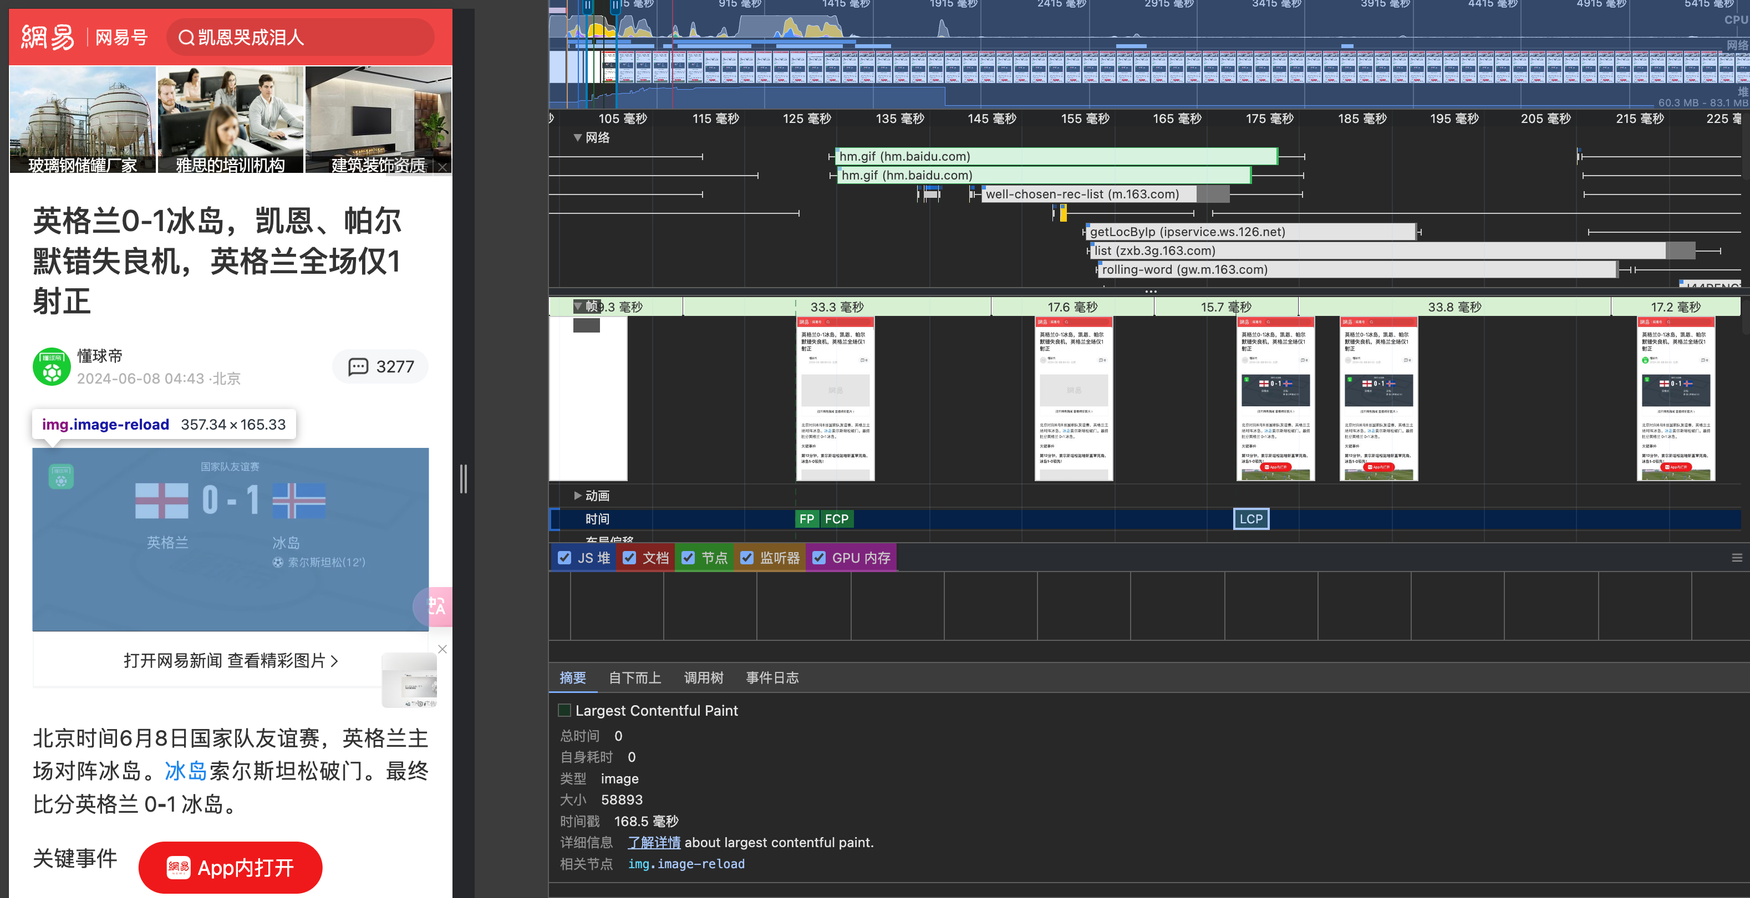 網易 网易号 凯恩哭成泪人
玻璃钢储罐厂家 雅思的培训机构 建筑装饰资质
英格兰0-1冰岛，凯恩、帕尔
默错失良机，英格兰全场仅1
射正
懂球帝
2024-06-08 04:43 ·北京
3277
img.image-reload 357.34×165.33
国家队友谊赛
0 - 1
英格兰 冰岛
索尔斯坦松(12')
打开网易新闻 查看精彩图片
北京时间6月8日国家队友谊赛，英格兰主
场对阵冰岛。冰岛索尔斯坦松破门。最终
比分英格兰 0-1 冰岛。
关键事件
網易 App内打开
915 毫秒 1415 毫秒 1915 毫秒 2415 毫秒 2915 毫秒 3415 毫秒 3915 毫秒 4415 毫秒 4915 毫秒 5415 毫秒
CPU
网络
堆
60.3 MB - 83.1 MB
105 毫秒 115 毫秒 125 毫秒 135 毫秒 145 毫秒 155 毫秒 165 毫秒 175 毫秒 185 毫秒 195 毫秒 205 毫秒 215 毫秒 225
网络
hm.gif (hm.baidu.com)
hm.gif (hm.baidu.com)
well-chosen-rec-list (m.163.com)
getLocByIp (ipservice.ws.126.net)
list (zxb.3g.163.com)
rolling-word (gw.m.163.com)
帧 .3 毫秒 33.3 毫秒 17.6 毫秒 15.7 毫秒 33.8 毫秒 17.2 毫秒
动画
时间 FP FCP LCP
布局偏移
JS 堆 文档 节点 监听器 GPU 内存
摘要 自下而上 调用树 事件日志
Largest Contentful Paint
总时间 0
自身耗时 0
类型 image
大小 58893
时间戳 168.5 毫秒
详细信息 了解详情 about largest contentful paint.
相关节点 img.image-reload